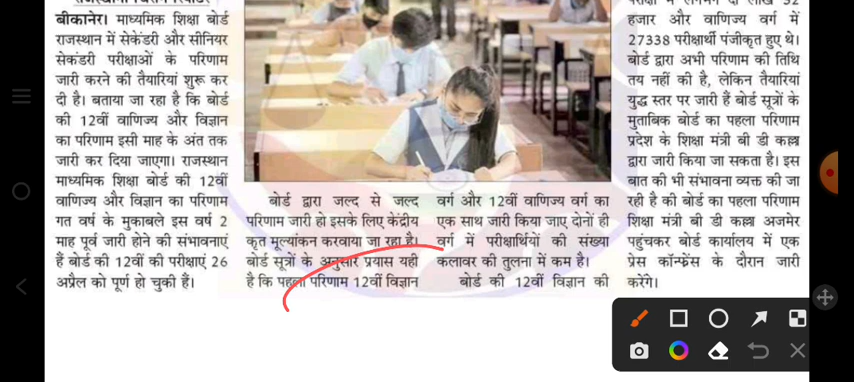 बीकानेर। माध्यमिक शिक्षा बोर्ड
राजस्थान में सेकेंडरी और सीनियर
सेकंडरी परीक्षाओं के परिणाम
जारी करने की तैयारियां शुरू कर
दी है। बताया जा रहा है कि बोर्ड
की 12वीं वाणिज्य और विज्ञान
का परिणाम इसी माह के अंत तक
जारी कर दिया जाएगा। राजस्थान
माध्यमिक शिक्षा बोर्ड की 12वीं
वाणिज्य और विज्ञान का परिणाम
गत वर्ष के मुकाबले इस वर्ष 2
माह पूर्व जारी होने की संभावनाएं
हैं बोर्ड की 12वीं की परीक्षाएं 26
अप्रैल को पूर्ण हो चुकी हैं।
बोर्ड द्वारा जल्द से जल्द
परिणाम जारी हो इसके लिए केंद्रीय
कृत मूल्यांकन करवाया जा रहा है।
बोर्ड सूत्रों के अनुसार प्रयास यही
है कि पहला परिणाम 12वीं विज्ञान
वर्ग और 12वीं वाणिज्य वर्ग का
एक साथ जारी किया जाए दोनों ही
वर्ग में परीक्षार्थियों की संख्या
कलावर की तुलना में कम है।
बोर्ड की 12वीं विज्ञान की
हजार और वाणिज्य वर्ग में
27338 परीक्षार्थी पंजीकृत हुए थे।
बोर्ड द्वारा अभी परिणाम की तिथि
तय नहीं की है, लेकिन तैयारियां
युद्ध स्तर पर जारी हैं बोर्ड सूत्रों के
मुताबिक बोर्ड का पहला परिणाम
प्रदेश के शिक्षा मंत्री बी डी कल्ला
द्वारा जारी किया जा सकता है। इस
बात की भी संभावना व्यक्त की जा
रही है की बोर्ड का पहला परिणाम
शिक्षा मंत्री बी डी कल्ला अजमेर
पहुंचकर बोर्ड कार्यालय में एक
प्रेस कॉन्फ्रेंस के दौरान जारी
करेंगे।